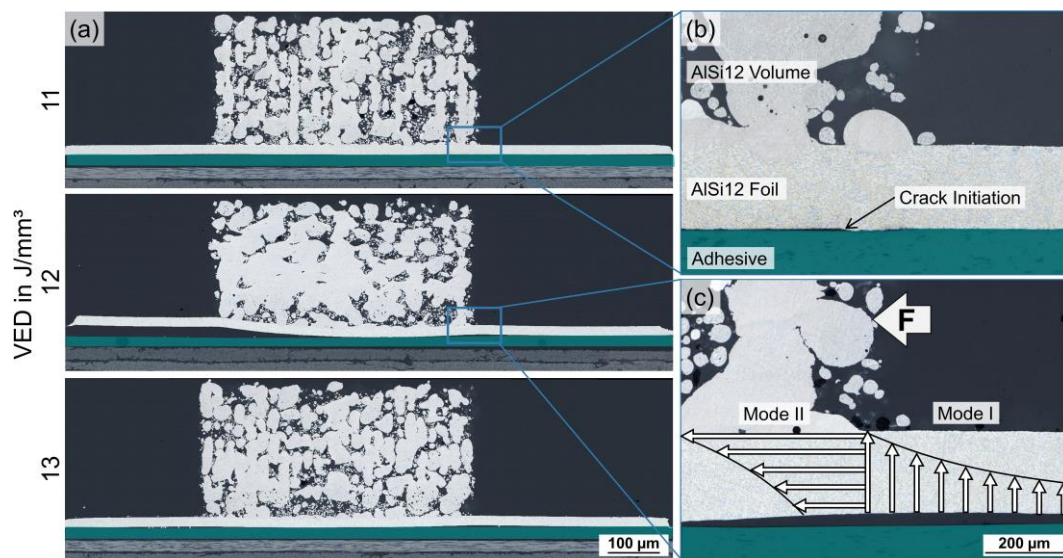 (a)
(b)
(c)
VED in J/mm³
11
12
13
100 µm
AlSi12 Volume
AlSi12 Foil
Crack Initiation
Adhesive
F
Mode II
Mode I
200 µm